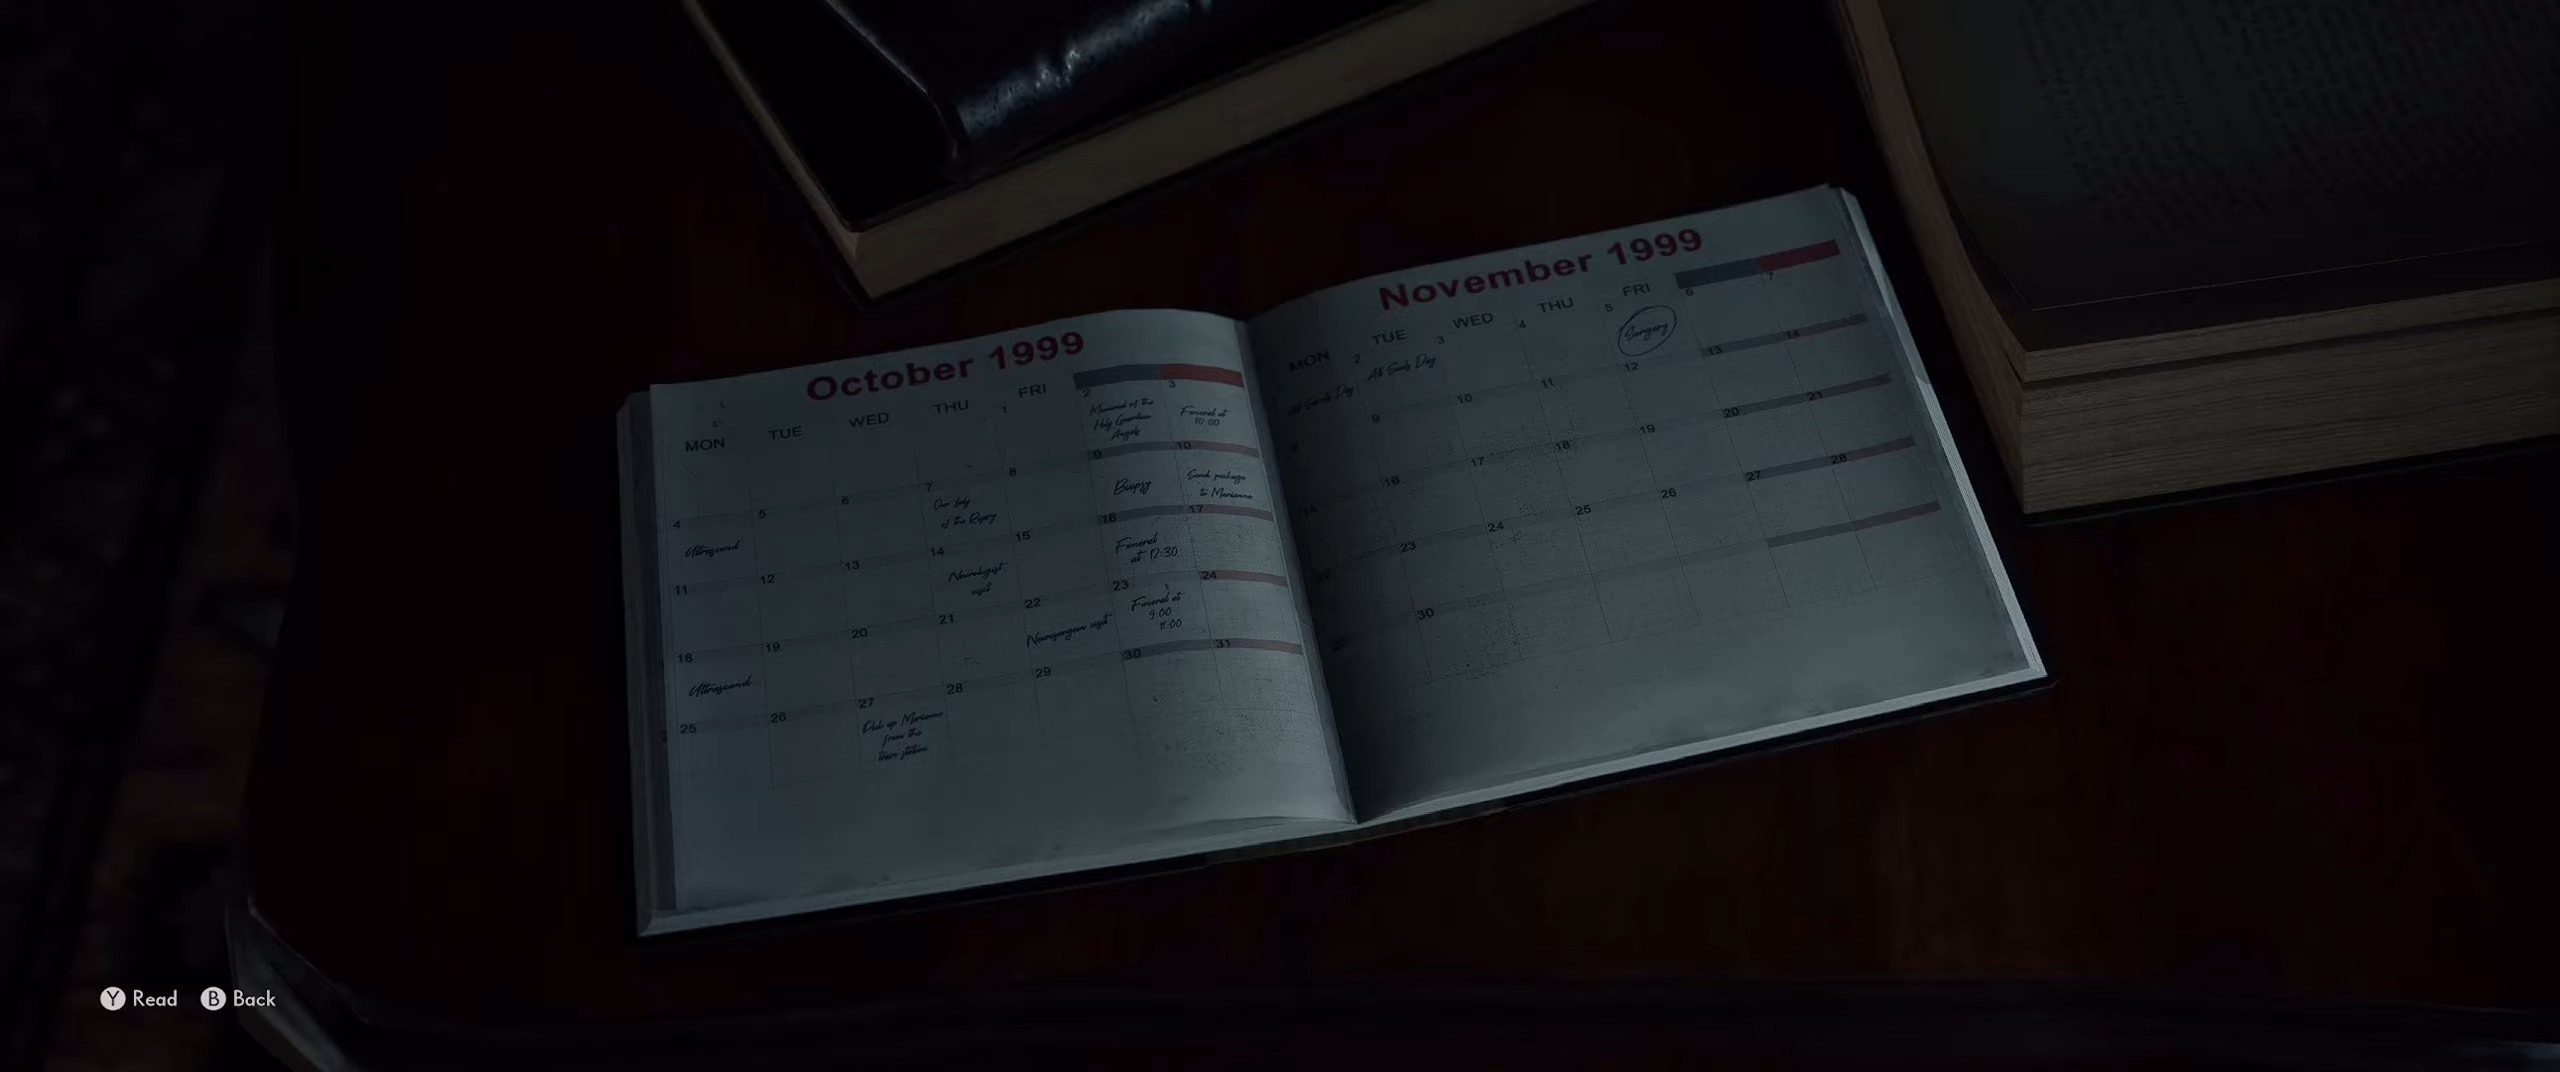 October 1999
MON TUE WED THU FRI
1 2 3
Memorial of the
Holy Guardian
Angels
Funeral at
10:00
4 5 6 7 8 9 10
Ultrasound
Our lady
of the Rosary
Biopsy
Send package
to Marianne
11 12 13 14 15 16 17
Neurologist
visit
Funeral
at 12:30
18 19 20 21 22 23 24
Ultrasound
Neurosurgeon visit
Funeral at
9:00
11:00
25 26 27 28 29 30 31
Pick up Marianne
from the
train station
November 1999
MON TUE WED THU FRI
2 3 4 5 6 7
All Saints Day
All Souls Day
Surgery
8 9 10 11 12 13 14
16 17 18 19 20 21
23 24 25 26 27 28
30
Y Read B Back